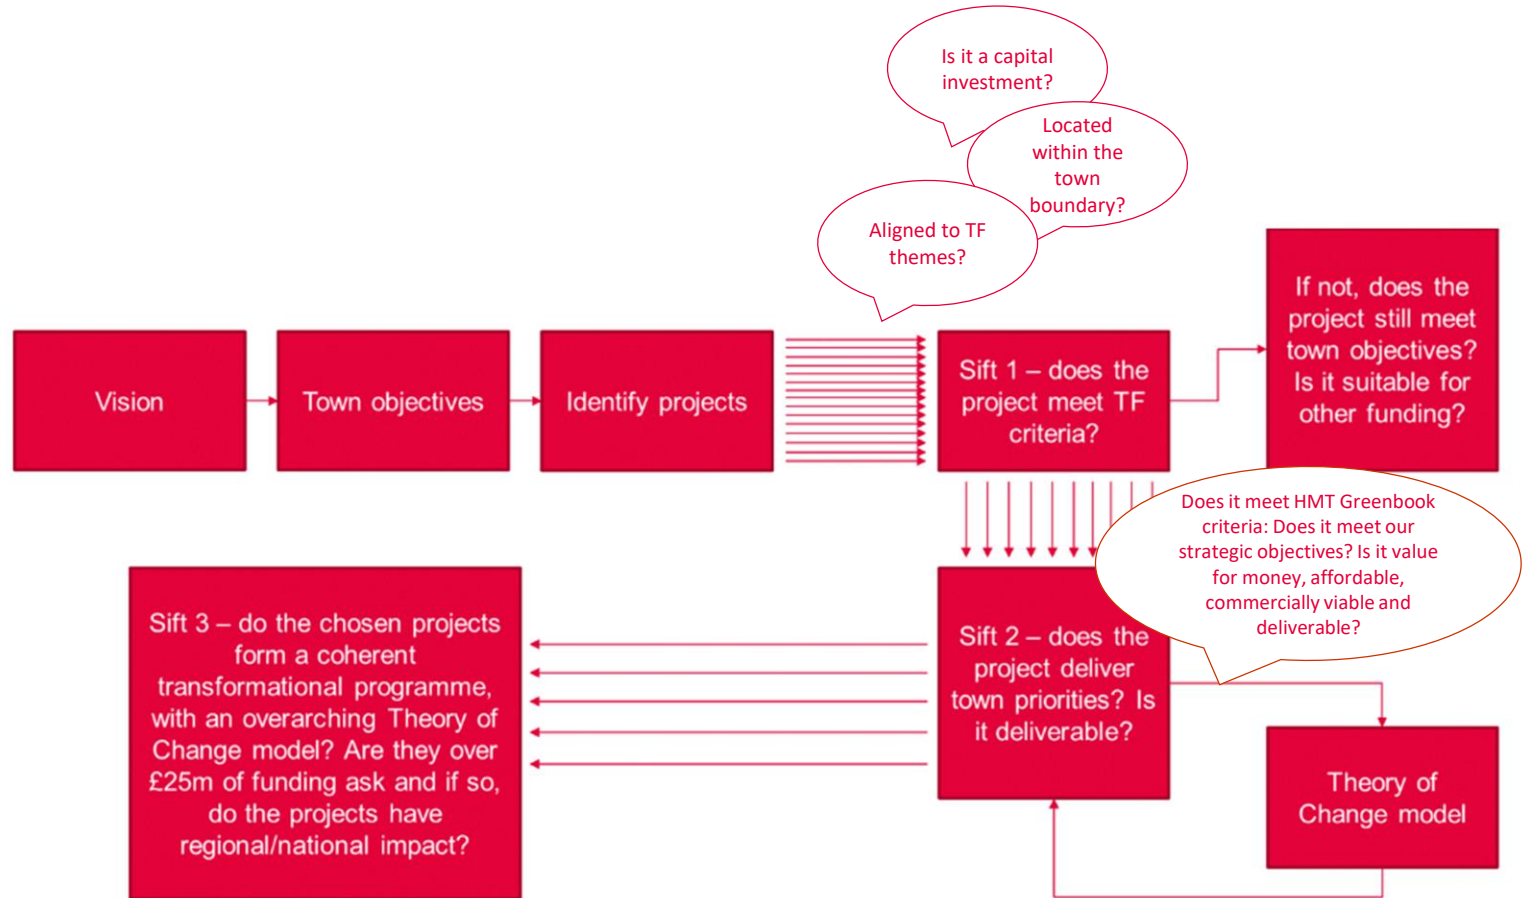 Is it a capital
investment?
Located
within the
town
boundary?
Aligned to TF
themes?
Vision
Town objectives
Identify projects
Sift 1 – does the
project meet TF
criteria?
If not, does the
project still meet
town objectives?
Is it suitable for
other funding?
Does it meet HMT Greenbook
criteria: Does it meet our
strategic objectives? Is it value
for money, affordable,
commercially viable and
deliverable?
Sift 2 – does the
project deliver
town priorities? Is
it deliverable?
Theory of
Change model
Sift 3 – do the chosen projects
form a coherent
transformational programme,
with an overarching Theory of
Change model? Are they over
£25m of funding ask and if so,
do the projects have
regional/national impact?